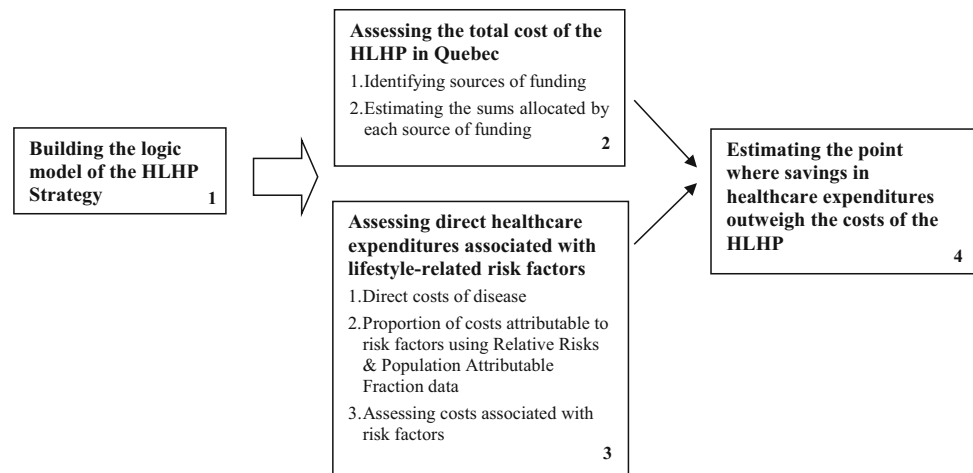 Building the logic
model of the HLHP
Strategy
1
Assessing the total cost of the
HLHP in Quebec
1.Identifying sources of funding
2.Estimating the sums allocated by
each source of funding
2
Assessing direct healthcare
expenditures associated with
lifestyle-related risk factors
1.Direct costs of disease
2.Proportion of costs attributable to
risk factors using Relative Risks
& Population Attributable
Fraction data
3.Assessing costs associated with
risk factors
3
Estimating the point
where savings in
healthcare expenditures
outweigh the costs of the
HLHP
4